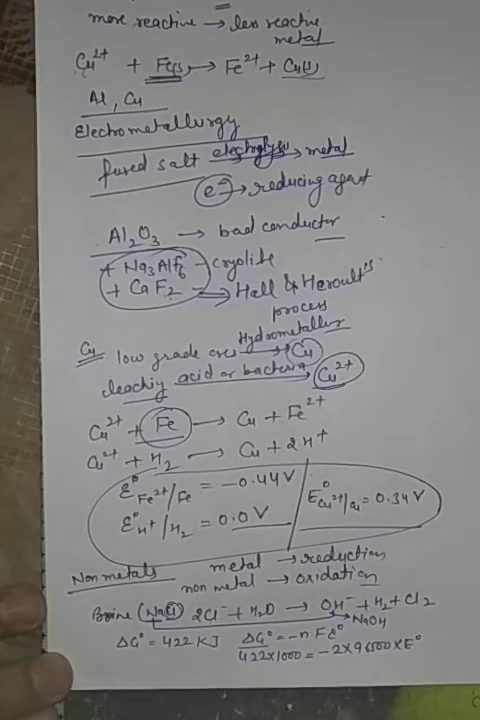 more reactive → less reactive
metal
Cu²⁺ + Fe(s) → Fe²⁺ + Cu(s)
Al, Cu
Electrometallurgy
fused salt electrolysis → metal
e⁻ → reducing agent
Al₂O₃ → bad conductor
+ Na₃AlF₆ – cryolite
+ CaF₂ ⇒ Hall & Heroult's
process
Hydrometallur
Cu low grade ores → Cu
leaching acid or bacteria → Cu²⁺
Cu²⁺ + Fe → Cu + Fe²⁺
Cu²⁺ + H₂ → Cu + 2H⁺
E°Fe²⁺/Fe = -0.44V / E°Cu²⁺/Cu = 0.34V
E°H⁺/H₂ = 0.0V
Non metals metal → reduction
non metal → oxidation
Brine (NaCl) 2Cl⁻ + H₂O → OH⁻ + H₂ + Cl₂
NaOH
ΔG° = 422 KJ ΔG° = -nFE°
422×1000 = -2×96500×E°